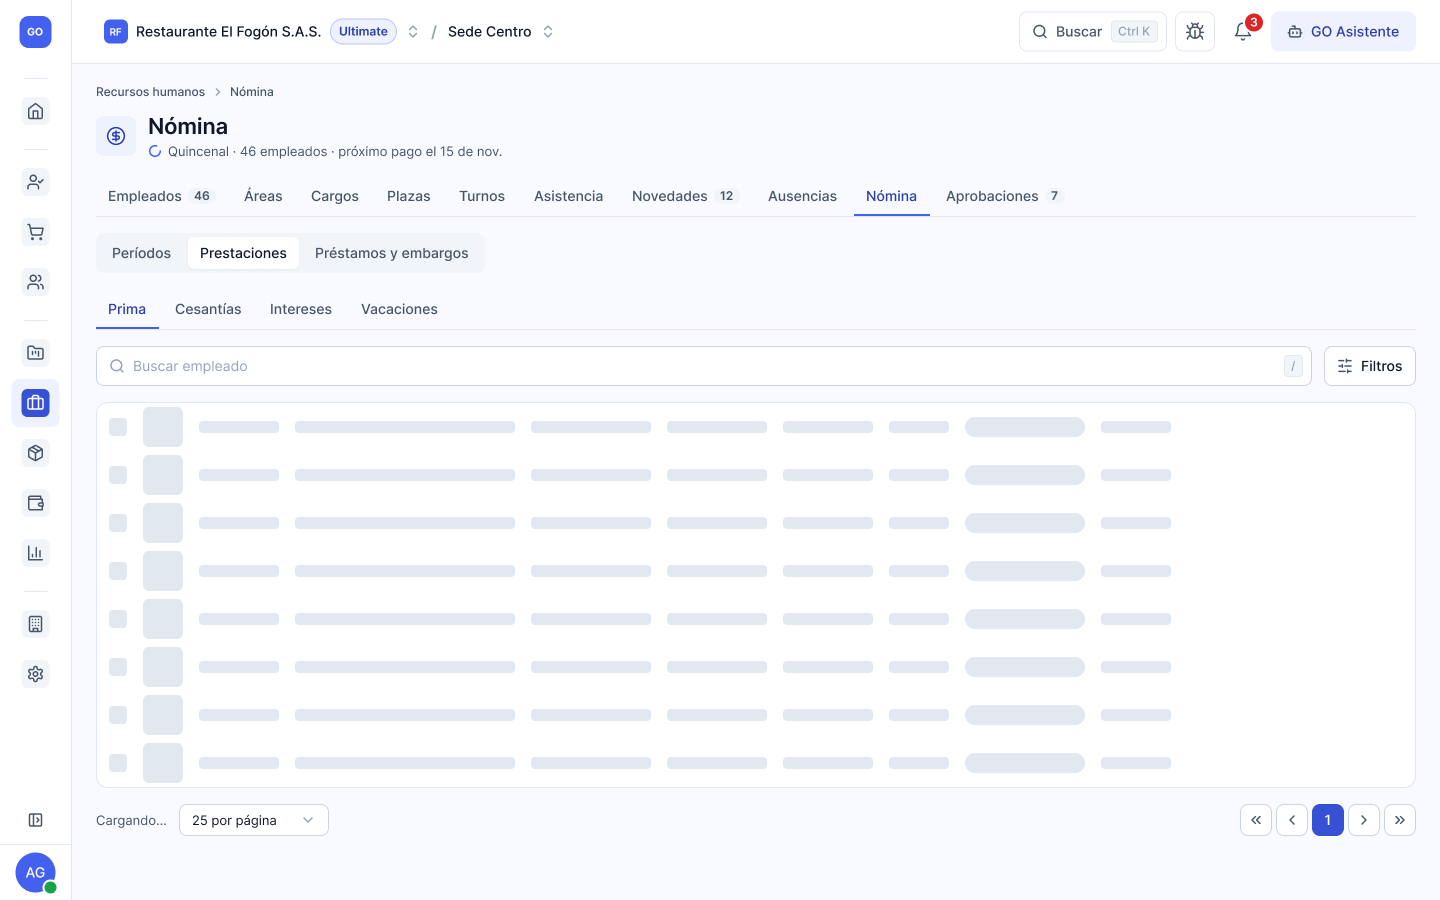 GO
RF Restaurante El Fogón S.A.S. Ultimate / Sede Centro
Buscar Ctrl K
3
GO Asistente
Recursos humanos > Nómina
Nómina
Quincenal · 46 empleados · próximo pago el 15 de nov.
Empleados 46 Áreas Cargos Plazas Turnos Asistencia Novedades 12 Ausencias Nómina Aprobaciones 7
Períodos Prestaciones Préstamos y embargos
Prima Cesantías Intereses Vacaciones
Buscar empleado /
Filtros
Cargando... 25 por página
« ‹ 1 › »
AG